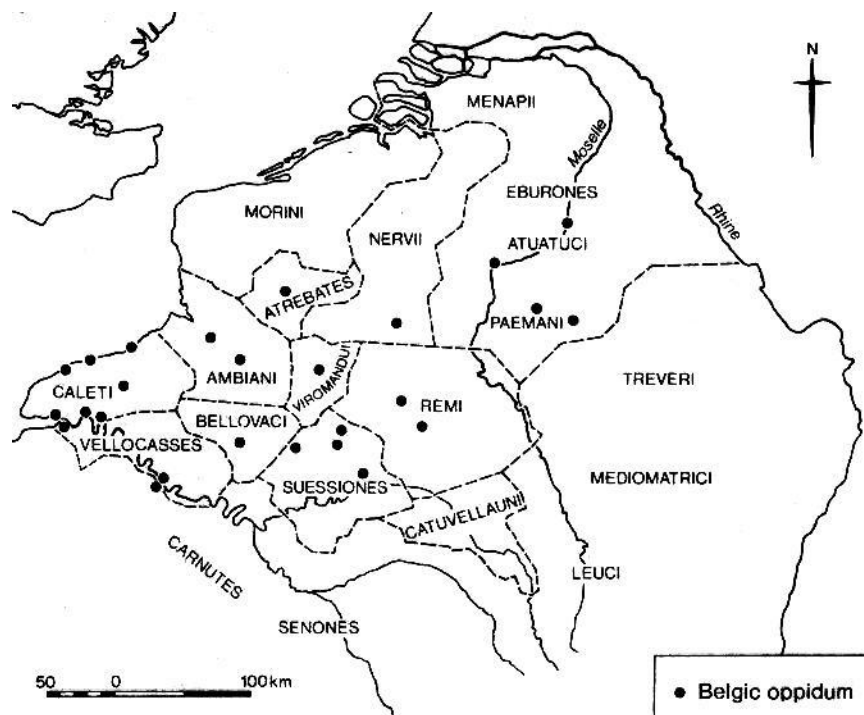 N
MENAPII
Moselle
EBURONES
Rhine
MORINI
NERVII
ATUATUCI
ATREBATES
PAEMANI
AMBIANI
VIROMANDUI
TREVERI
CALETI
REMI
BELLOVACI
VELLOCASSES
MEDIOMATRICI
SUESSIONES
CATUVELLAUNII
CARNUTES
LEUCI
SENONES
50 0 100km
Belgic oppidum